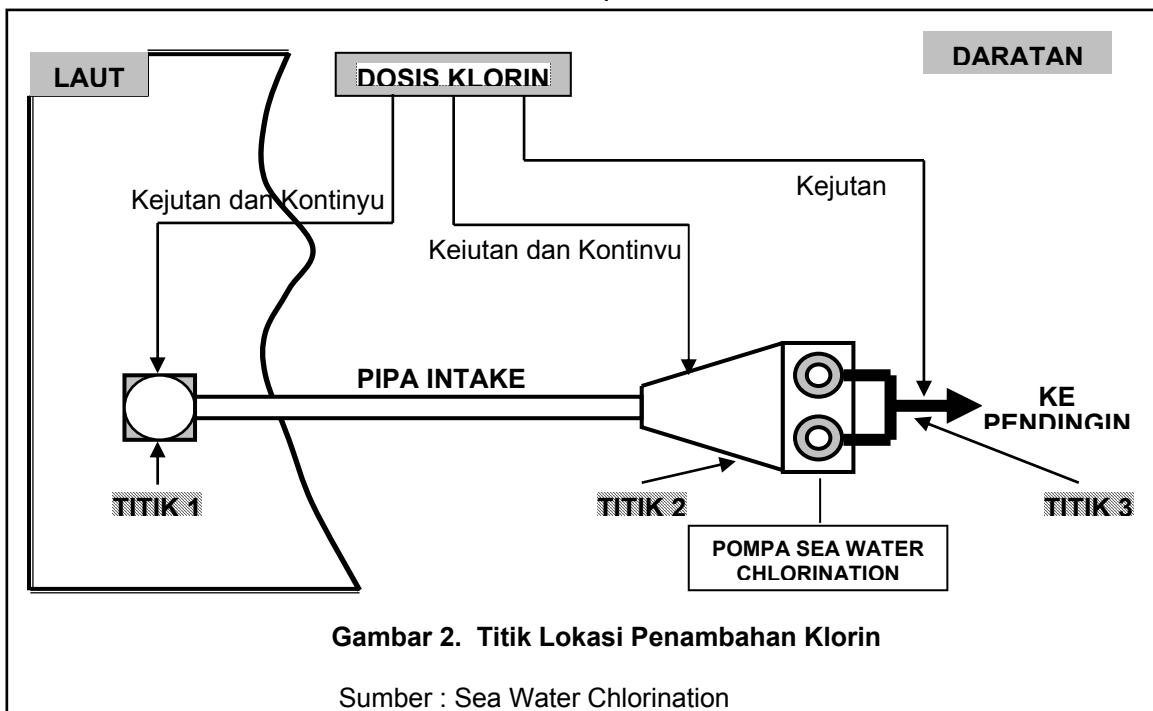 LAUT
DOSIS KLORIN
DARATAN
Kejutan dan Kontinyu
Keiutan dan Kontinvu
Kejutan
PIPA INTAKE
KE
PENDINGIN
TITIK 1
TITIK 2
TITIK 3
POMPA SEA WATER
CHLORINATION
Gambar 2. Titik Lokasi Penambahan Klorin
Sumber : Sea Water Chlorination